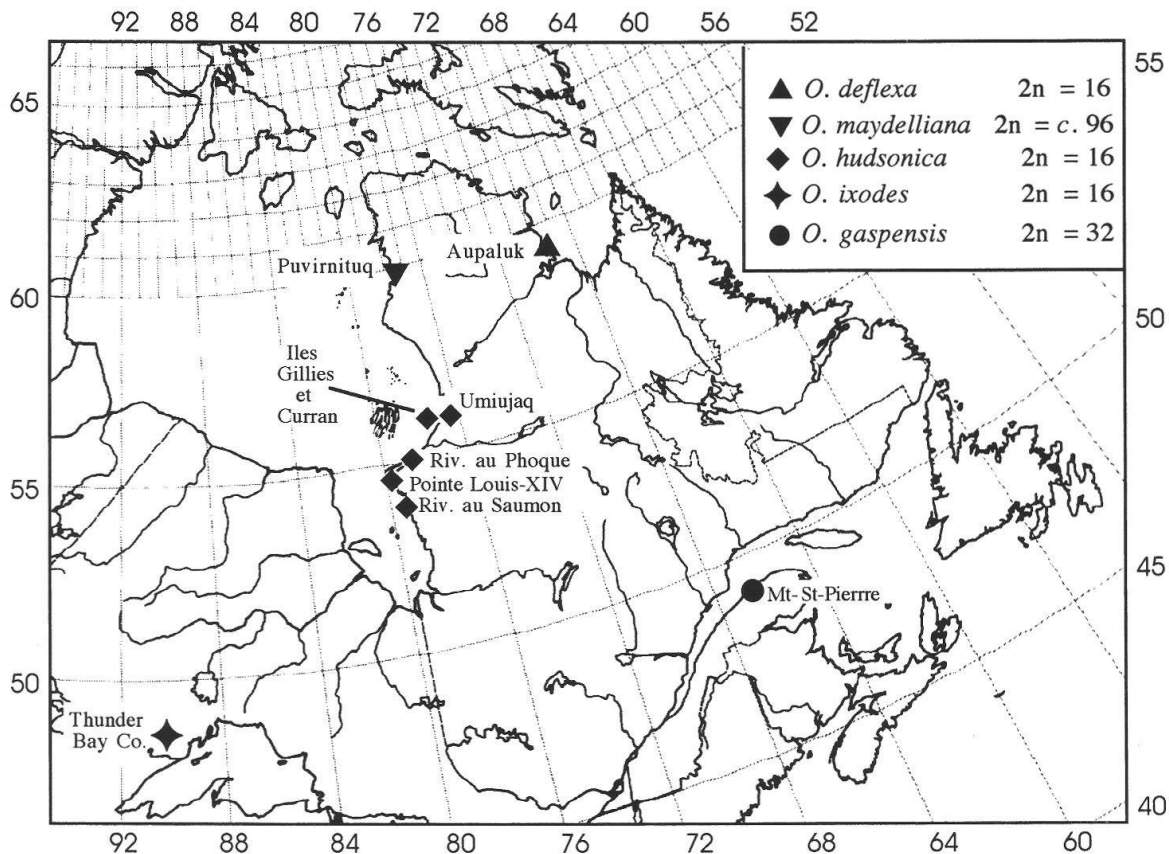 92 88 84 80 76 72 68 64 60 56 52
55
65
O. deflexa 2n = 16
O. maydelliana 2n = c. 96
O. hudsonica 2n = 16
O. ixodes 2n = 16
O. gaspensis 2n = 32
Aupaluk
Puvirnituq
60
50
Iles
Gillies
et
Curran
Umiujaq
Riv. au Phoque
Pointe Louis-XIV
Riv. au Saumon
55
45
Mt-St-Pierrre
50
Thunder
Bay Co.
40
92 88 84 80 76 72 68 64 60